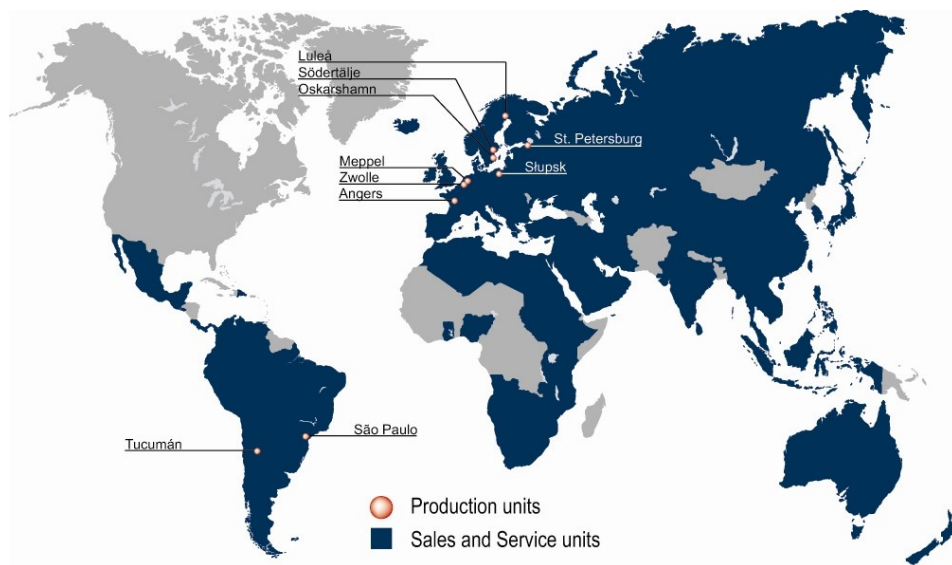 Luleå
Södertälje
Oskarshamn
St. Petersburg
Meppel
Słupsk
Zwolle
Angers
São Paulo
Tucumán
Production units
Sales and Service units